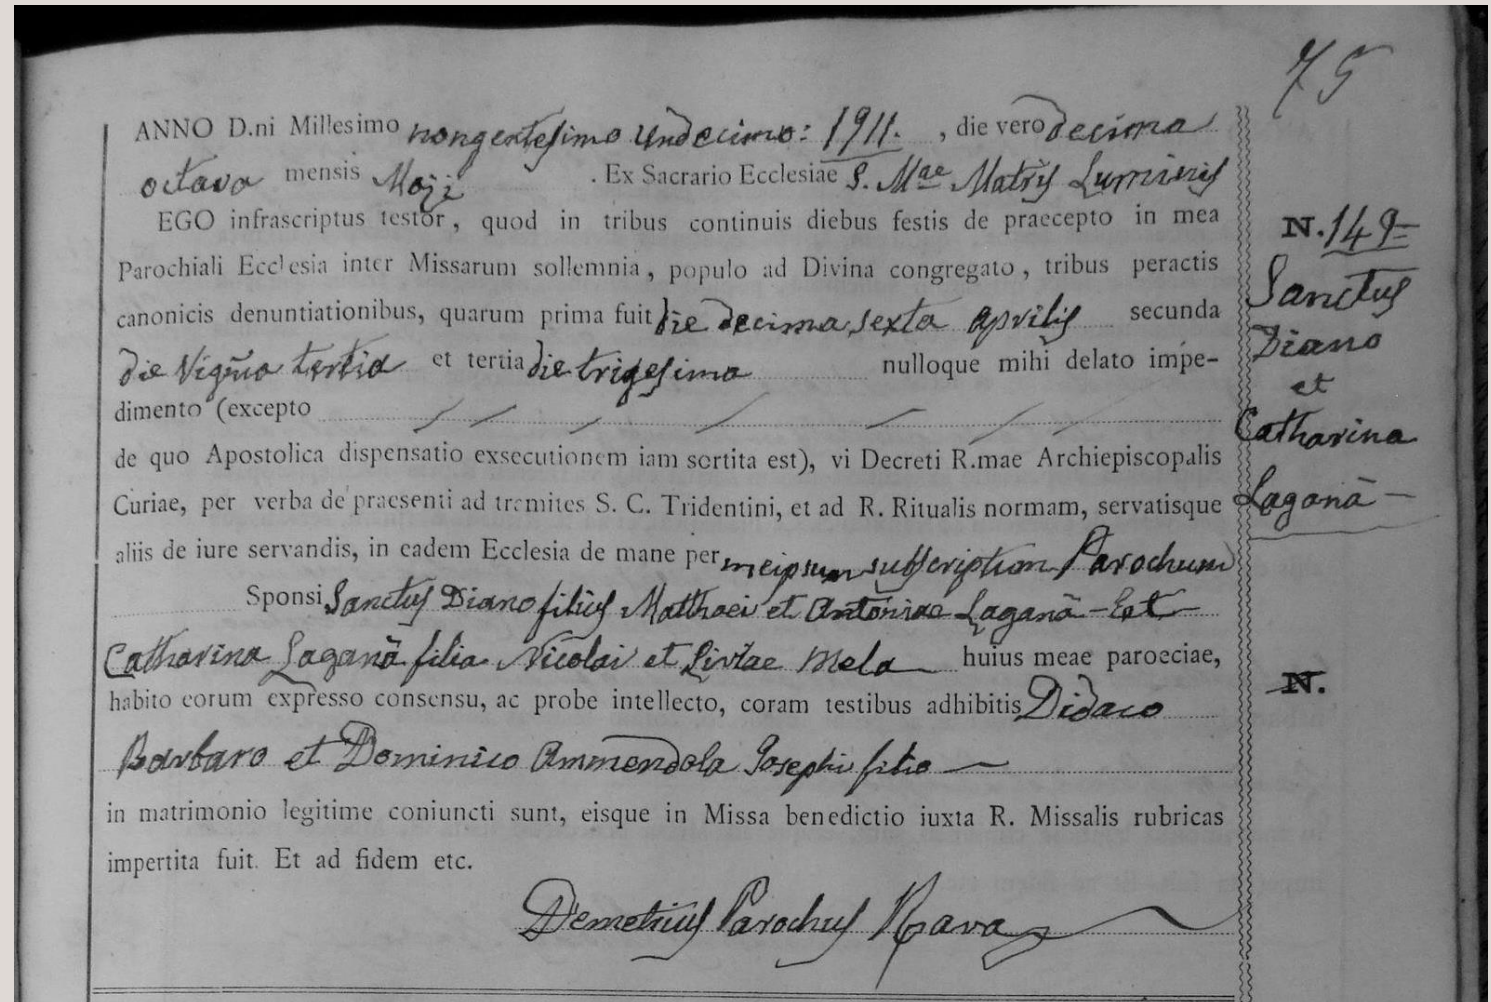 75
ANNO D.ni Millesimo nongentesimo undecimo: 1911. , die vero decima
octava mensis Maji . Ex Sacrario Ecclesiae S. Mae Matris Luminis
EGO infrascriptus testor, quod in tribus continuis diebus festis de praecepto in mea
Parochiali Ecclesia inter Missarum sollemnia, populo ad Divina congregato, tribus peractis
canonicis denuntiationibus, quarum prima fuit die decima sexta aprilis secunda
die Vigma tertia et tertia die trigesima nulloque mihi delato impe-
dimento (excepto
de quo Apostolica dispensatio exsecutionem iam sortita est), vi Decreti R.mae Archiepiscopalis
Curiae, per verba de praesenti ad tramites S. C. Tridentini, et ad R. Ritualis normam, servatisque
aliis de iure servandis, in eadem Ecclesia de mane per meipsum subscriptum Parochum
Sponsi Sanctus Diano filius Matthaei et Antoniae Laganà - Et
Catharina Laganà filia Nicolai et Liviae Mela huius meae paroeciae,
habito eorum expresso consensu, ac probe intellecto, coram testibus adhibitis Didaco
Barbaro et Dominico Ammendola Josephi filio —
in matrimonio legitime coniuncti sunt, eisque in Missa benedictio iuxta R. Missalis rubricas
impertita fuit. Et ad fidem etc.
Demetrius Parochus Rava
N. 149=
Sanctus
Diano
et
Catharina
Laganà —
N.